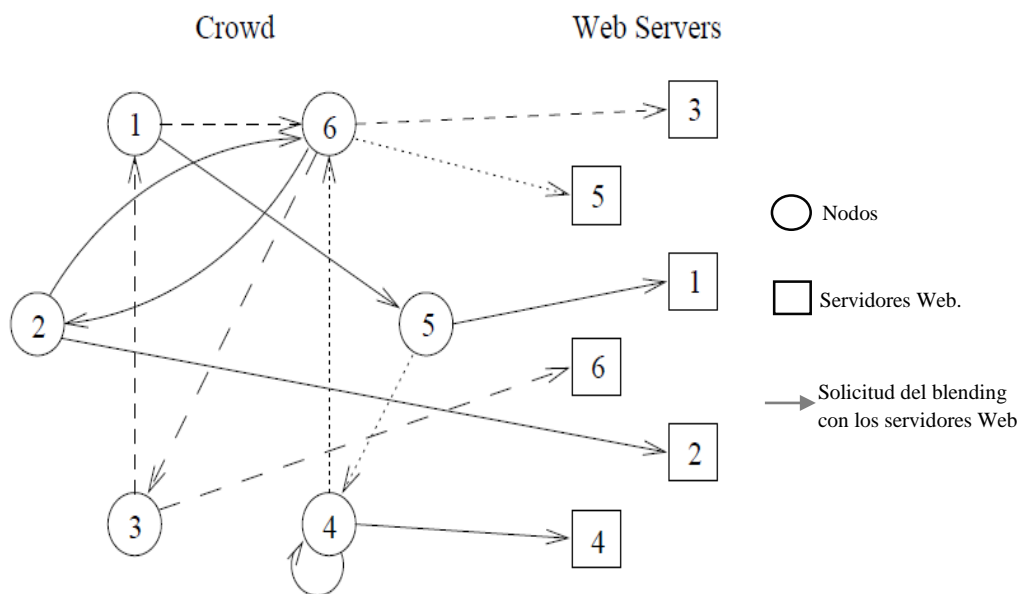 Crowd
Web Servers
1
6
3
5
Nodos
1
2
5
Servidores Web.
6
Solicitud del blending
con los servidores Web
2
3
4
4